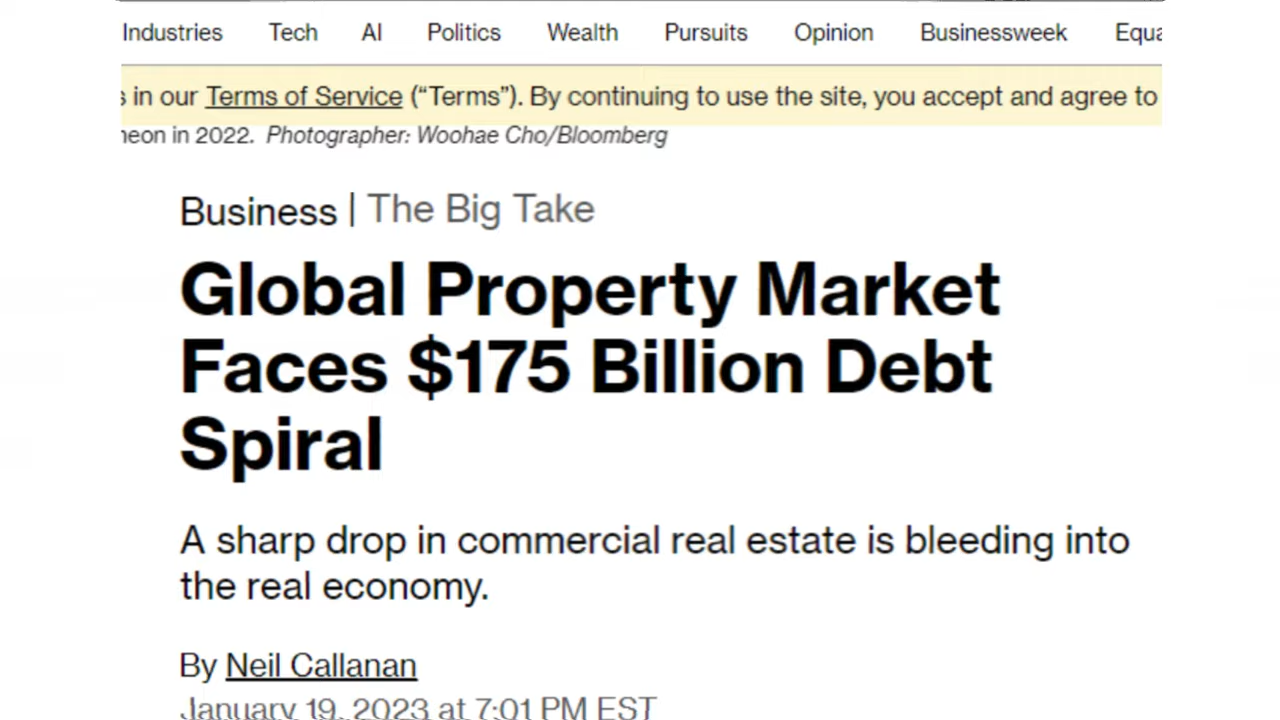 Industries Tech AI Politics Wealth Pursuits Opinion Businessweek Equa
s in our Terms of Service (“Terms”). By continuing to use the site, you accept and agree to
neon in 2022. Photographer: Woohae Cho/Bloomberg
Business | The Big Take
Global Property Market
Faces $175 Billion Debt
Spiral
A sharp drop in commercial real estate is bleeding into
the real economy.
By Neil Callanan
January 19, 2023 at 7:01 PM EST